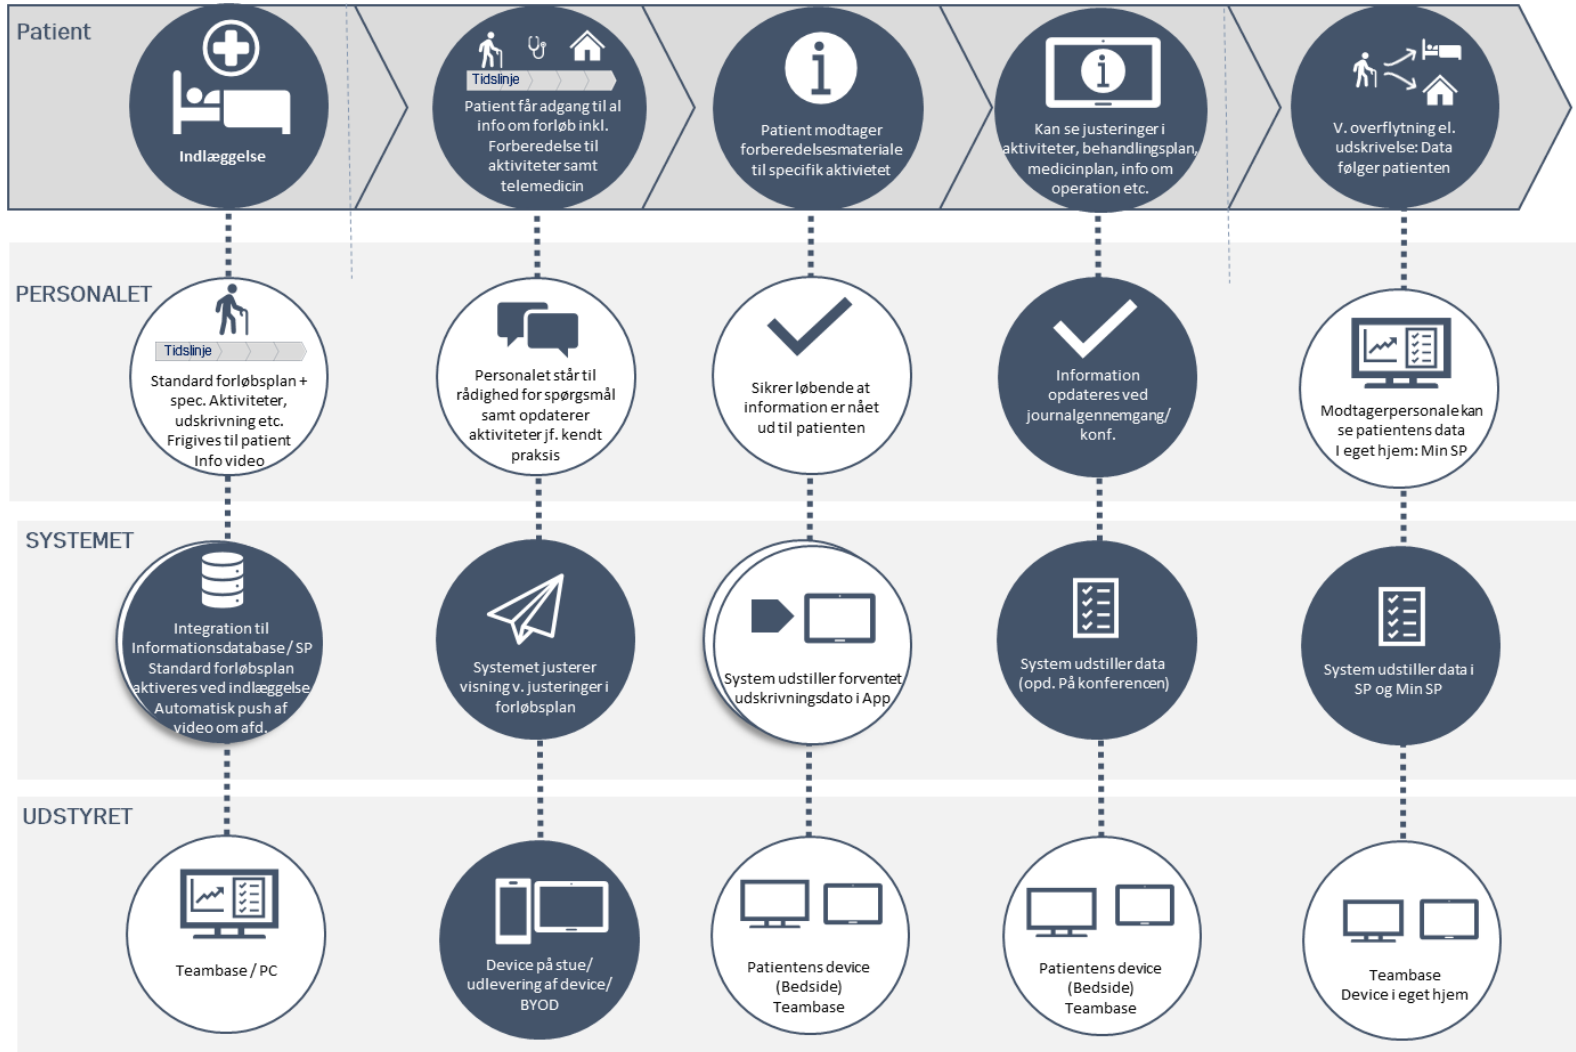 Patient
Indlæggelse
Tidslinje
Patient får adgang til al
info om forløb inkl.
Forberedelse til
aktiviteter samt
telemedicin
Patient modtager
forberedelsesmateriale
til specifik aktivietet
Kan se justeringer i
aktiviteter, behandlingsplan,
medicinplan, info om
operation etc.
V. overflytning el.
udskrivelse: Data
følger patienten
PERSONALET
Tidslinje
Standard forløbsplan +
spec. Aktiviteter,
udskrivning etc.
Frigives til patient
Info video
Personalet står til
rådighed for spørgsmål
samt opdaterer
aktiviteter jf. kendt
praksis
Sikrer løbende at
information er nået
ud til patienten
Information
opdateres ved
journalgennemgang/
konf.
Modtagerpersonale kan
se patientens data
I eget hjem: Min SP
SYSTEMET
Integration til
Informationsdatabase/ SP
Standard forløbsplan
aktiveres ved indlæggelse
Automatisk push af
video om afd.
Systemet justerer
visning v. justeringer i
forløbsplan
System udstiller forventet
udskrivningsdato i App
System udstiller data
(opd. På konferencen)
System udstiller data i
SP og Min SP
UDSTYRET
Teambase / PC
Device på stue/
udlevering af device/
BYOD
Patientens device
(Bedside)
Teambase
Patientens device
(Bedside)
Teambase
Teambase
Device i eget hjem